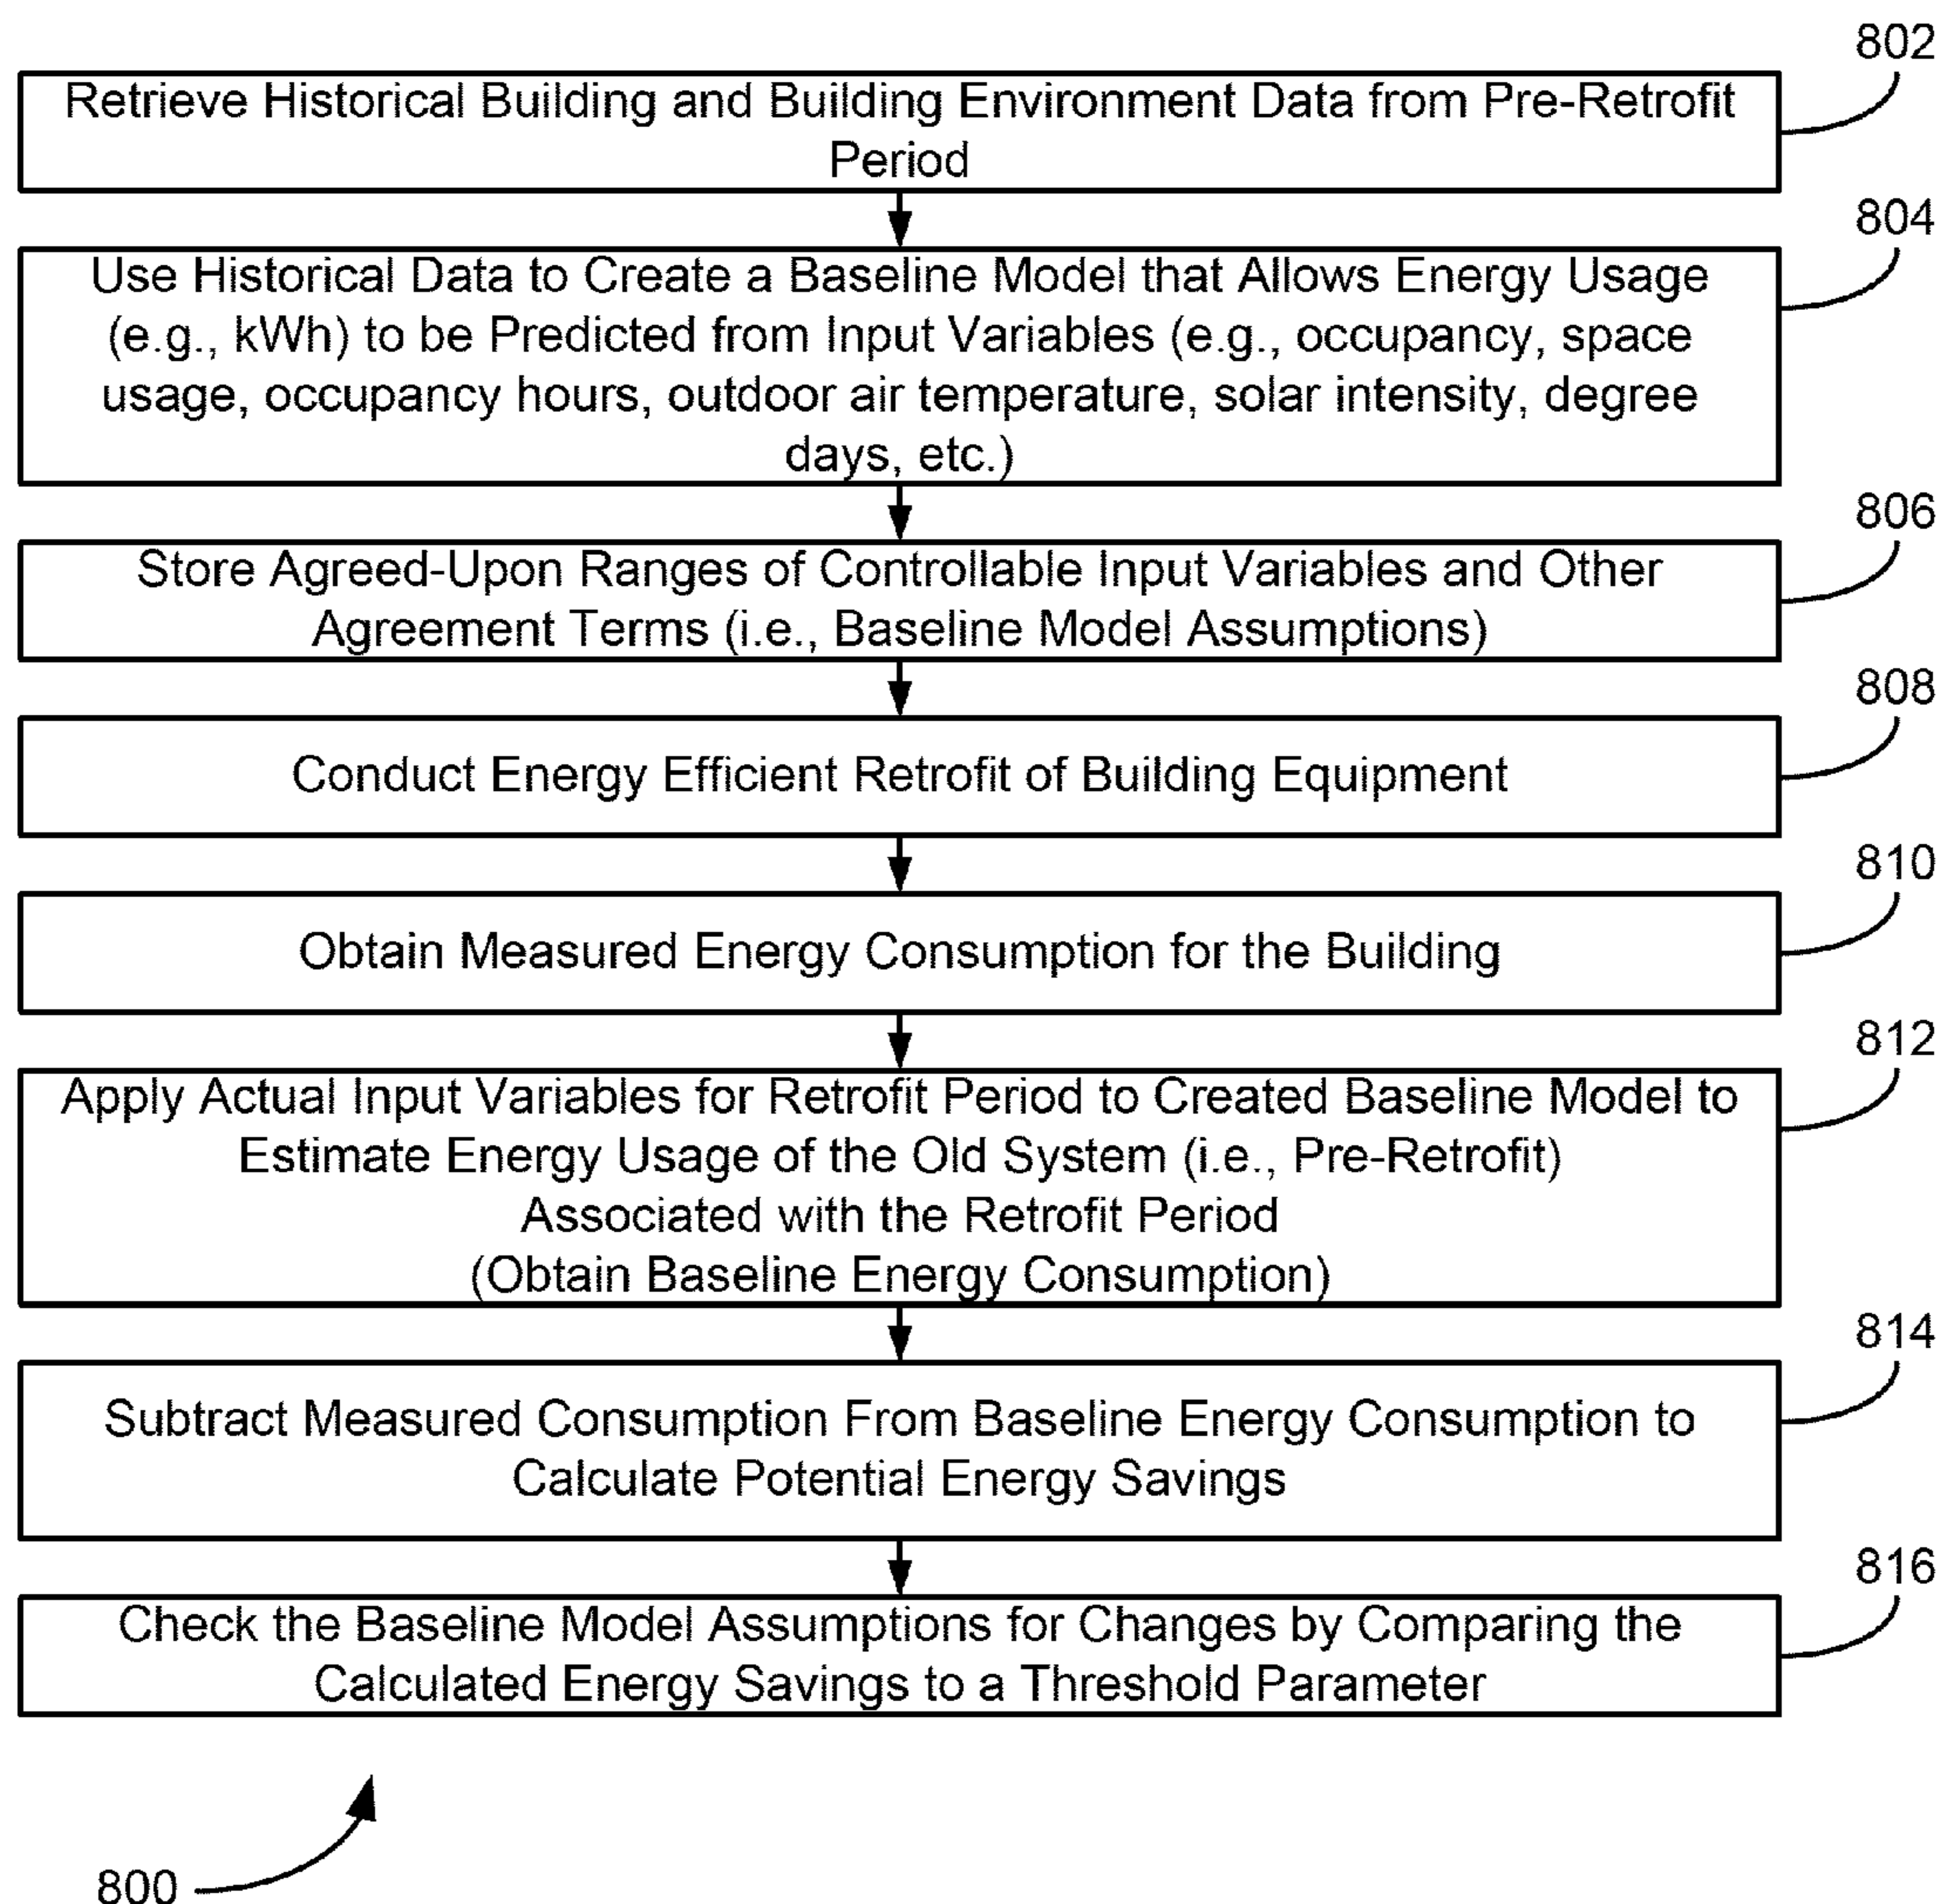 802
Retrieve Historical Building and Building Environment Data from Pre-Retrofit
Period
804
Use Historical Data to Create a Baseline Model that Allows Energy Usage
(e.g., kWh) to be Predicted from Input Variables (e.g., occupancy, space
usage, occupancy hours, outdoor air temperature, solar intensity, degree
days, etc.)
806
Store Agreed-Upon Ranges of Controllable Input Variables and Other
Agreement Terms (i.e., Baseline Model Assumptions)
808
Conduct Energy Efficient Retrofit of Building Equipment
810
Obtain Measured Energy Consumption for the Building
812
Apply Actual Input Variables for Retrofit Period to Created Baseline Model to
Estimate Energy Usage of the Old System (i.e., Pre-Retrofit)
Associated with the Retrofit Period
(Obtain Baseline Energy Consumption)
814
Subtract Measured Consumption From Baseline Energy Consumption to
Calculate Potential Energy Savings
816
Check the Baseline Model Assumptions for Changes by Comparing the
Calculated Energy Savings to a Threshold Parameter
800